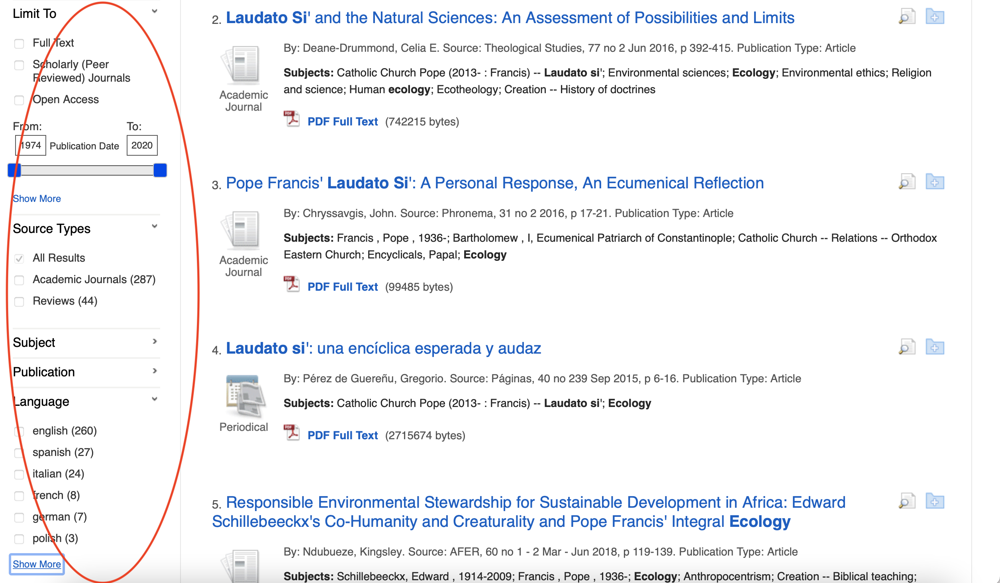 Limit To
Full Text
Scholarly (Peer
Reviewed) Journals
Open Access
From:
To:
1974
Publication Date
2020
Show More
Source Types
All Results
Academic Journals (287)
Reviews (44)
Subject
Publication
Language
english (260)
spanish (27)
italian (24)
french (8)
german (7)
polish (3)
Show More
2. Laudato Si' and the Natural Sciences: An Assessment of Possibilities and Limits
Academic
Journal
By: Deane-Drummond, Celia E. Source: Theological Studies, 77 no 2 Jun 2016, p 392-415. Publication Type: Article
Subjects: Catholic Church Pope (2013- : Francis) -- Laudato si'; Environmental sciences; Ecology; Environmental ethics; Religion
and science; Human ecology; Ecotheology; Creation -- History of doctrines
PDF
PDF Full Text (742215 bytes)
3. Pope Francis' Laudato Si': A Personal Response, An Ecumenical Reflection
Academic
Journal
By: Chryssavgis, John. Source: Phronema, 31 no 2 2016, p 17-21. Publication Type: Article
Subjects: Francis , Pope , 1936-; Bartholomew , I, Ecumenical Patriarch of Constantinople; Catholic Church -- Relations -- Orthodox
Eastern Church; Encyclicals, Papal; Ecology
PDF
PDF Full Text (99485 bytes)
4. Laudato si': una encíclica esperada y audaz
Periodical
By: Pérez de Guereñu, Gregorio. Source: Páginas, 40 no 239 Sep 2015, p 6-16. Publication Type: Article
Subjects: Catholic Church Pope (2013- : Francis) -- Laudato si'; Ecology
PDF
PDF Full Text (2715674 bytes)
5. Responsible Environmental Stewardship for Sustainable Development in Africa: Edward
Schillebeeckx's Co-Humanity and Creaturality and Pope Francis' Integral Ecology
By: Ndubueze, Kingsley. Source: AFER, 60 no 1 - 2 Mar - Jun 2018, p 119-139. Publication Type: Article
Subjects: Schillebeeckx, Edward , 1914-2009; Francis , Pope , 1936-; Ecology; Anthropocentrism; Creation -- Biblical teaching;